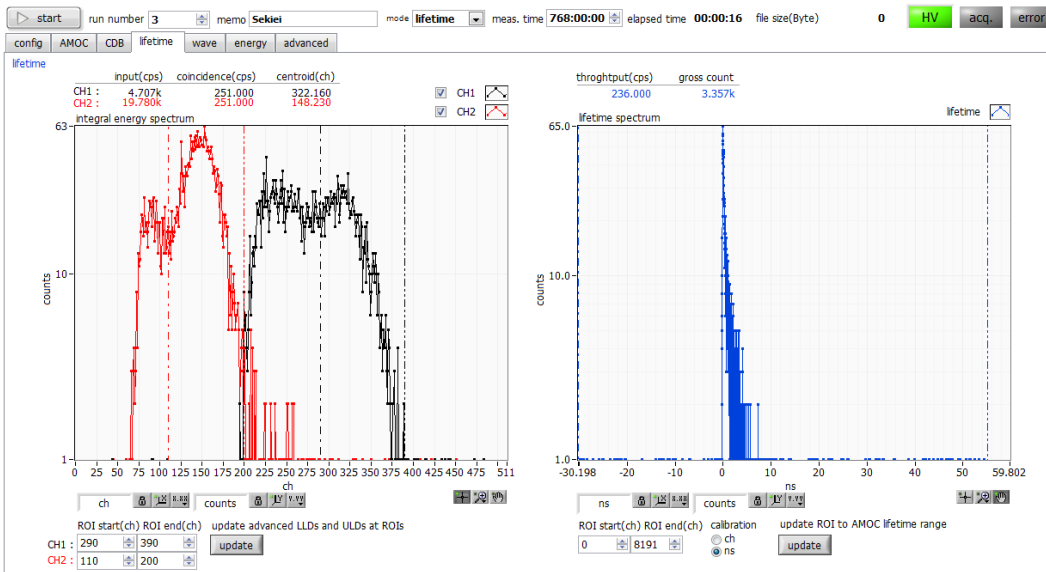 start run number 3 memo Sekiei mode lifetime meas. time 768:00:00 elapsed time 00:00:16 file size(Byte) 0 HV acq. error
config AMOC CDB lifetime wave energy advanced
lifetime
input(cps) coincidence(cps) centroid(ch)
CH1 : 4.707k 251.000 322.160
CH2 : 19.780k 251.000 148.230
CH1
CH2
throghtput(cps) gross count
236.000 3.357k
integral energy spectrum
lifetime spectrum
lifetime
63
10
1
counts
0 25 50 75 100 125 150 175 200 225 250 275 300 325 350 375 400 425 450 475 511
ch
65.0
10.0
1.0
counts
-30.198 -20 -10 0 10 20 30 40 50 59.802
ns
ch X.XX counts Y.YY
ns X.XX counts Y.YY
ROI start(ch) ROI end(ch) update advanced LLDs and ULDs at ROIs
CH1 : 290 390 update
CH2 : 110 200
ROI start(ch) ROI end(ch) calibration update ROI to AMOC lifetime range
0 8191 ch
ns update